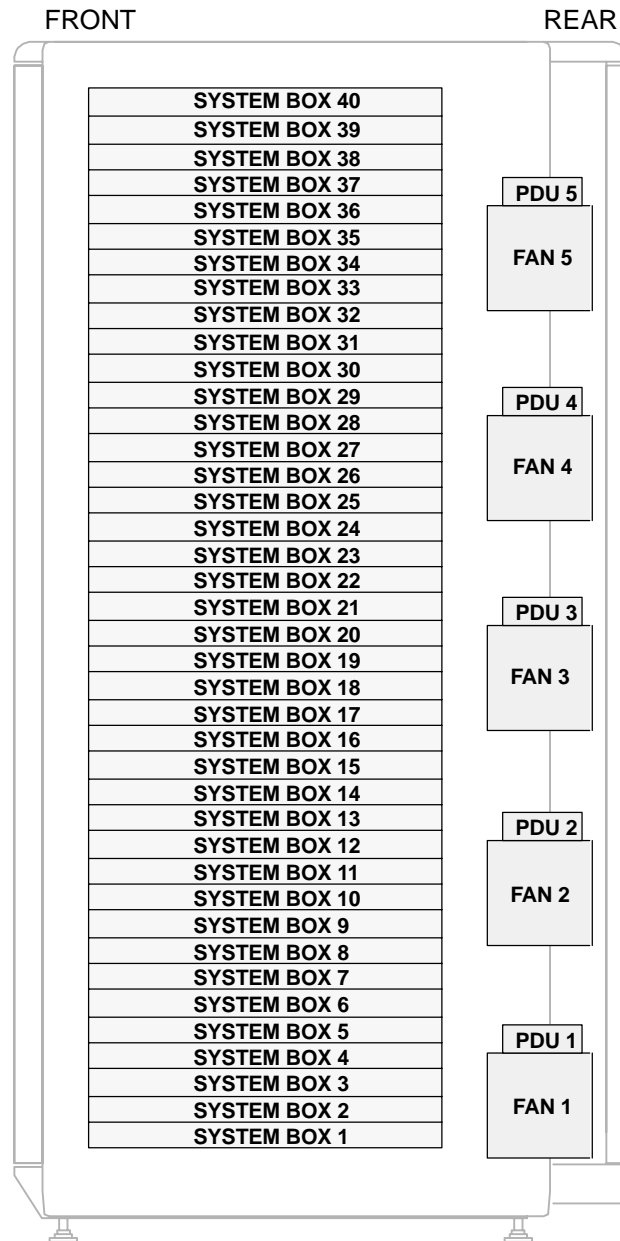 FRONT
REAR
SYSTEM BOX 40
SYSTEM BOX 39
SYSTEM BOX 38
SYSTEM BOX 37
SYSTEM BOX 36
SYSTEM BOX 35
SYSTEM BOX 34
SYSTEM BOX 33
SYSTEM BOX 32
SYSTEM BOX 31
SYSTEM BOX 30
SYSTEM BOX 29
SYSTEM BOX 28
SYSTEM BOX 27
SYSTEM BOX 26
SYSTEM BOX 25
SYSTEM BOX 24
SYSTEM BOX 23
SYSTEM BOX 22
SYSTEM BOX 21
SYSTEM BOX 20
SYSTEM BOX 19
SYSTEM BOX 18
SYSTEM BOX 17
SYSTEM BOX 16
SYSTEM BOX 15
SYSTEM BOX 14
SYSTEM BOX 13
SYSTEM BOX 12
SYSTEM BOX 11
SYSTEM BOX 10
SYSTEM BOX 9
SYSTEM BOX 8
SYSTEM BOX 7
SYSTEM BOX 6
SYSTEM BOX 5
SYSTEM BOX 4
SYSTEM BOX 3
SYSTEM BOX 2
SYSTEM BOX 1
PDU 5
FAN 5
PDU 4
FAN 4
PDU 3
FAN 3
PDU 2
FAN 2
PDU 1
FAN 1